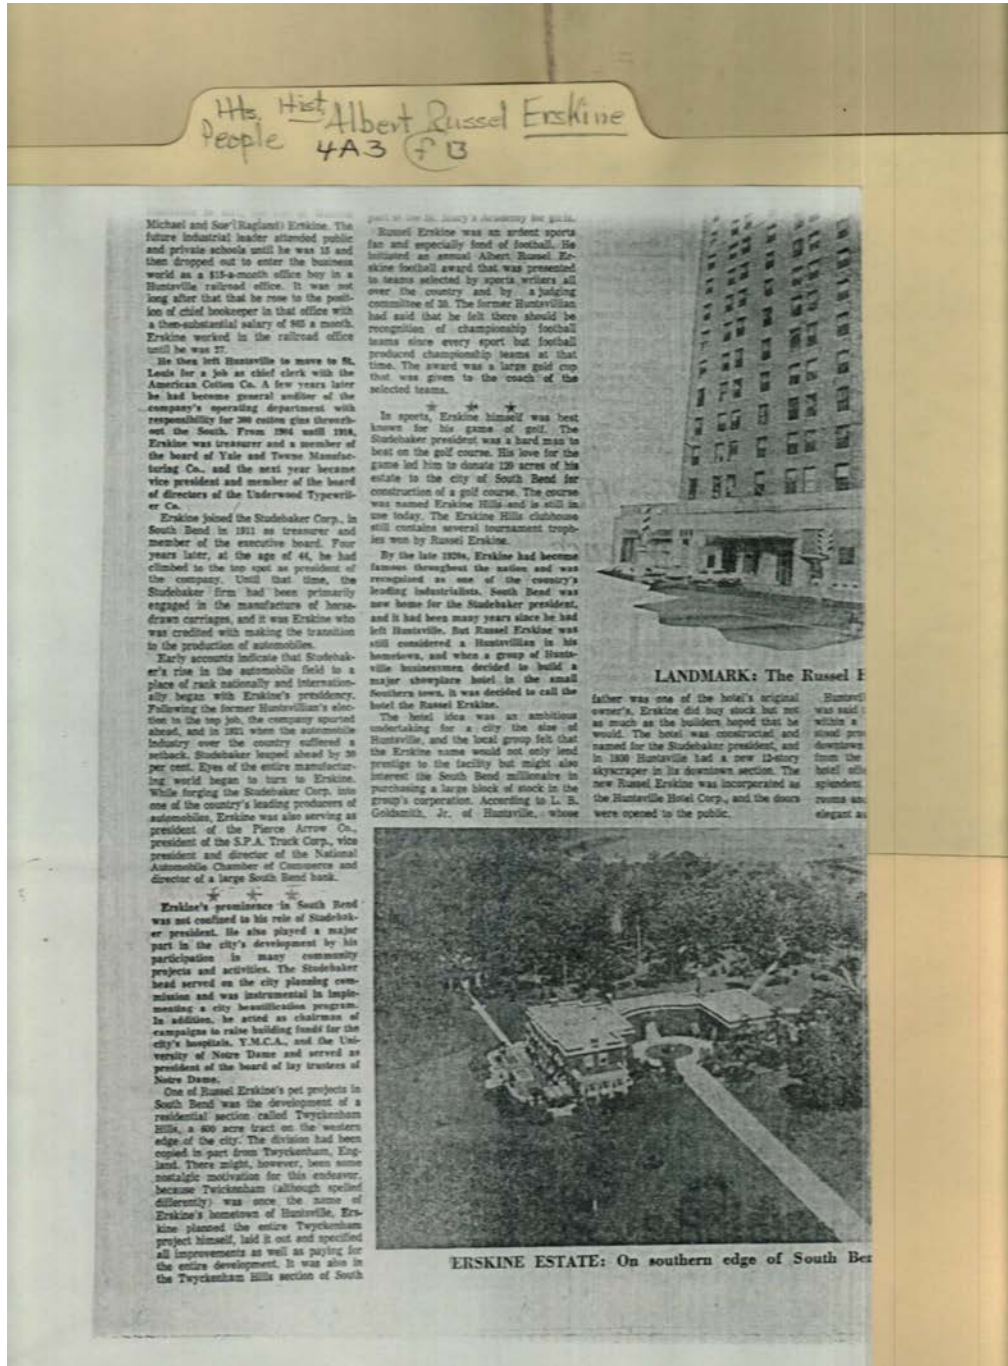 Hts. Hist. Albert Russel Erskine
People 4A3 f B
Michael and Sue (Ragland) Erskine. The
future industrial leader attended public
and private schools until he was 15 and
then dropped out to enter the business
world as a $15-a-month office boy in a
Huntsville railroad office. It was not
long after that that he rose to the posit-
ion of chief bookeeper in that office with
a then-substantial salary of $65 a month.
Erskine worked in the railroad office
until he was 27.
He then left Huntsville to move to St.
Louis for a job as chief clerk with the
American Cotton Co. A few years later
he had become general auditor of the
company's operating department with
responsibility for 300 cotton gins through-
out the South. From 1904 until 1910,
Erskine was treasurer and a member of
the board of Yale and Towne Manufac-
turing Co., and the next year became
vice president and member of the board
of directors of the Underwood Typewrit-
er Co.
Erskine joined the Studebaker Corp., in
South Bend in 1911 as treasurer and
member of the executive board. Four
years later, at the age of 44, he had
climbed to the top spot as president of
the company. Until that time, the
Studebaker firm had been primarily
engaged in the manufacture of horse-
drawn carriages, and it was Erskine who
was credited with making the transition
to the production of automobiles.
Early accounts indicate that Studebak-
er's rise in the automobile field to a
place of rank nationally and internation-
ally began with Erskine's presidency.
Following the former Huntsvillian's elec-
tion to the top job, the company spurted
ahead, and in 1921 when the automobile
industry over the country suffered a
setback, Studebaker leaped ahead by 30
per cent. Eyes of the entire manufactur-
ing world began to turn to Erskine.
While forging the Studebaker Corp. into
one of the country's leading producers of
automobiles, Erskine was also serving as
president of the Pierce Arrow Co.,
president of the S.P.A. Truck Corp., vice
president and director of the National
Automobile Chamber of Commerce and
director of a large South Bend bank.
Erskine's prominence in South Bend
was not confined to his role of Studebak-
er president. He also played a major
part in the city's development by his
participation in many community
projects and activities. The Studebaker
head served on the city planning com-
mission and was instrumental in imple-
menting a city beautification program.
In addition, he acted as chairman of
campaigns to raise building funds for the
city's hospitals, Y.M.C.A., and the Uni-
versity of Notre Dame and served as
president of the board of lay trustees of
Notre Dame.
One of Russel Erskine's pet projects in
South Bend was the development of a
residential section called Twyckenham
Hills, a 600 acre tract on the western
edge of the city. The division had been
copied in part from Twyckenham, Eng-
land. There might, however, been some
nostalgic motivation for this endeavor,
because Twickenham (although spelled
differently) was once the name of
Erskine's hometown of Huntsville. Ers-
kine planned the entire Twyckenham
project himself, laid it out and specified
all improvements as well as paying for
the entire development. It was also in
the Twyckenham Hills section of South
part to the St. Mary's Academy for girls.
Russel Erskine was an ardent sports
fan and especially fond of football. He
initiated an annual Albert Russel Er-
skine football award that was presented
to teams selected by sports writers all
over the country and by a judging
committee of 30. The former Huntsvillian
had said that he felt there should be
recognition of championship football
teams since every sport but football
produced championship teams at that
time. The award was a large gold cup
that was given to the coach of the
selected teams.
In sports, Erskine himself was best
known for his game of golf. The
Studebaker president was a hard man to
beat on the golf course. His love for the
game led him to donate 120 acres of his
estate to the city of South Bend for
construction of a golf course. The course
was named Erskine Hills and is still in
use today. The Erskine Hills clubhouse
still contains several tournament troph-
ies won by Russel Erskine.
By the late 1920s, Erskine had become
famous throughout the nation and was
recognized as one of the country's
leading industrialists. South Bend was
now home for the Studebaker president,
and it had been many years since he had
left Huntsville. But Russel Erskine was
still considered a Huntsvillian in his
hometown, and when a group of Hunts-
ville businessmen decided to build a
major showplace hotel in the small
Southern town, it was decided to call the
hotel the Russel Erskine.
The hotel idea was an ambitious
undertaking for a city the size of
Huntsville, and the local group felt that
the Erskine name would not only lend
prestige to the facility but might also
interest the South Bend millionaire in
purchasing a large block of stock in the
group's corporation. According to L. B.
Goldsmith, Jr. of Huntsville, whose
LANDMARK: The Russel
father was one of the hotel's original
owner's, Erskine did buy stock but not
as much as the builders hoped that he
would. The hotel was constructed and
named for the Studebaker president, and
in 1930 Huntsville had a new 12-story
skyscraper in its downtown section. The
new Russel Erskine was incorporated as
the Huntsville Hotel Corp., and the doors
were opened to the public.
Huntsvil
was said
within a
stood
downtown
from the
hotel
splendent
rooms and
elegant
ERSKINE ESTATE: On southern edge of South Ben